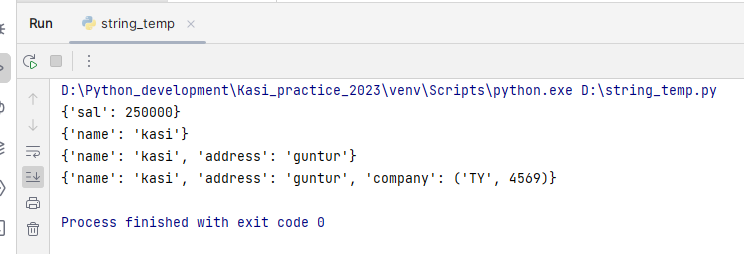 Run string_temp
D:\Python_development\Kasi_practice_2023\venv\Scripts\python.exe D:\string_temp.py
{'sal': 250000}
{'name': 'kasi'}
{'name': 'kasi', 'address': 'guntur'}
{'name': 'kasi', 'address': 'guntur', 'company': ('TY', 4569)}
Process finished with exit code 0